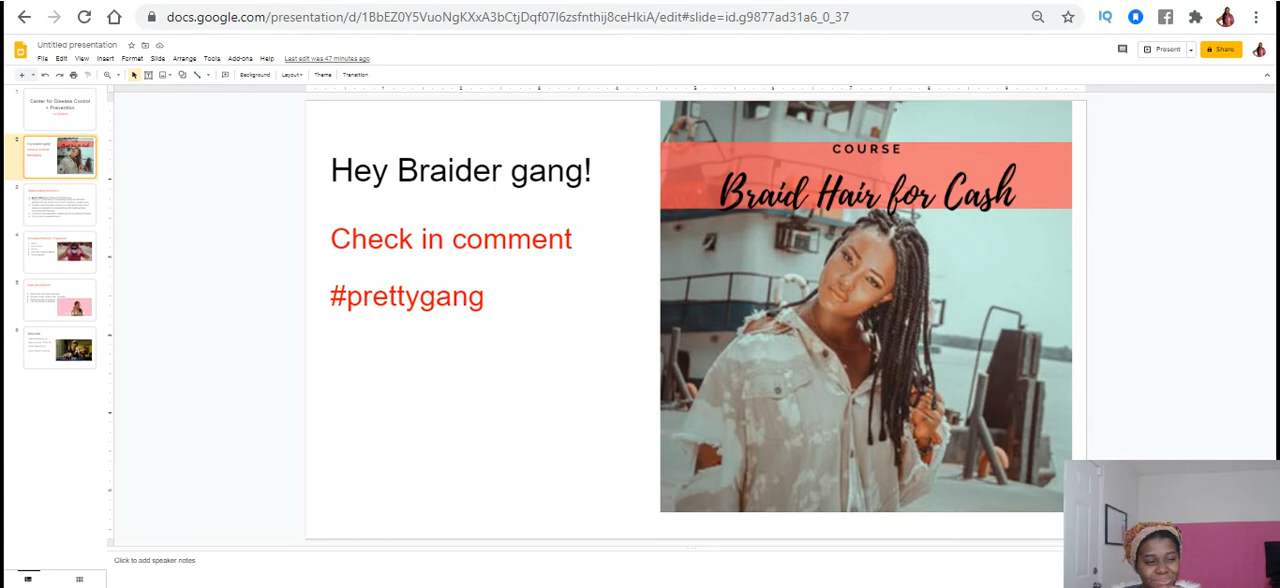 docs.google.com/presentation/d/1BbEZ0Y5VuoNgKXxA3bCtjDqf07l6zsfnthij8ceHkiA/edit#slide=id.g9877ad31a6_0_37
Untitled presentation
File Edit View Insert Format Slide Arrange Tools Add-ons Help Last edit was 47 minutes ago
Present
Share
Background Layout Theme Transition
Center for Disease Control
+ Prevention
Hey Braider gang!
Check in comment
#prettygang
COURSE
Braid Hair for Cash
Click to add speaker notes